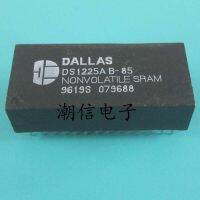 DALLAS
DS1225AB-85
NONVOLATILE SRAM
9619S 079688
潮信电子